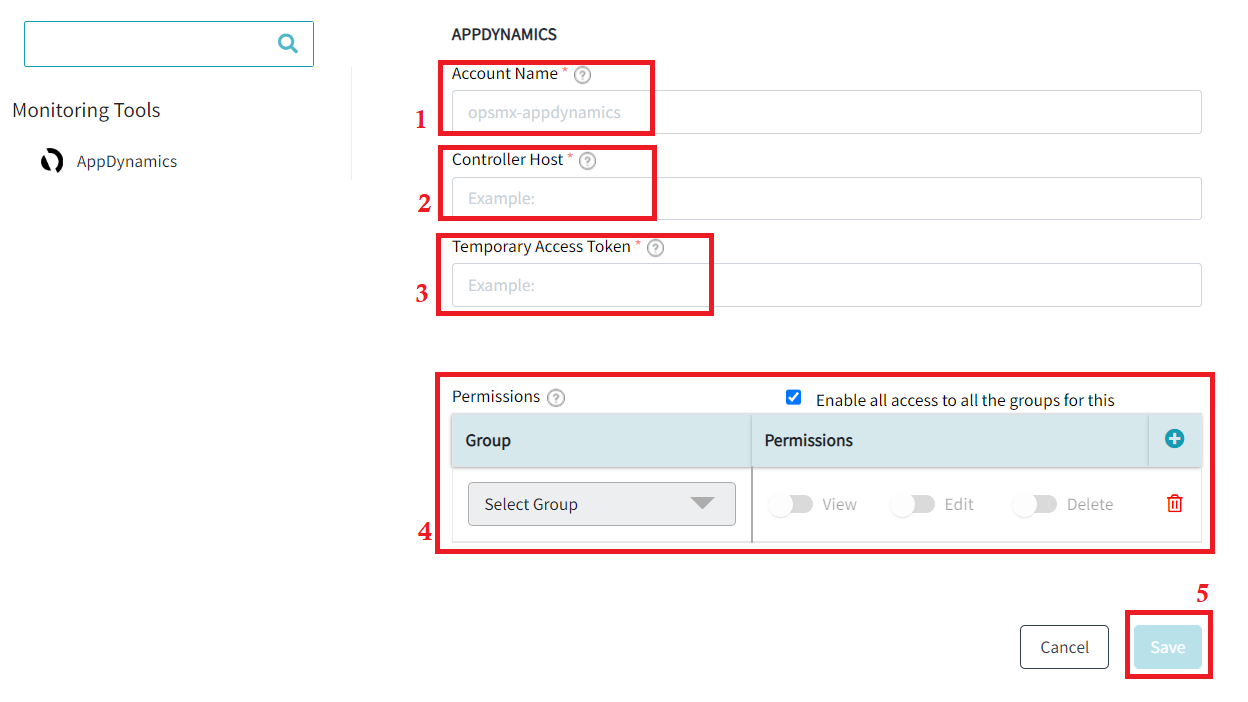 Monitoring Tools
AppDynamics
APPDYNAMICS
Account Name * ?
1
opsmx-appdynamics
Controller Host * ?
2
Example:
Temporary Access Token * ?
3
Example:
Permissions ?
Enable all access to all the groups for this
Group Permissions
Select Group View Edit Delete
4
5
Cancel Save